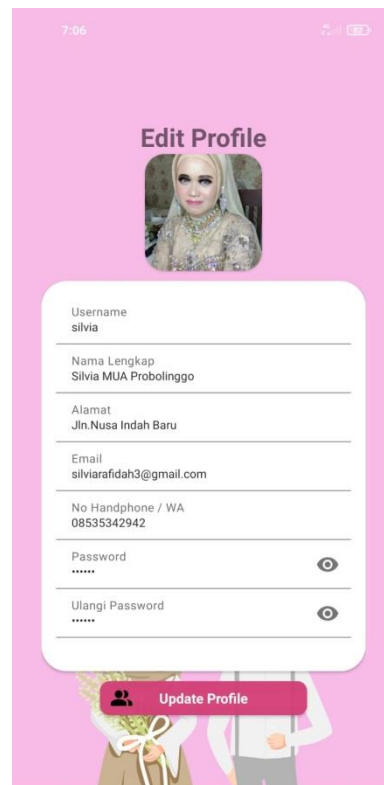 7:06
82
Edit Profile
Username
silvia
Nama Lengkap
Silvia MUA Probolinggo
Alamat
Jln.Nusa Indah Baru
Email
silviarafidah3@gmail.com
No Handphone / WA
08535342942
Password
••••••
Ulangi Password
••••••
Update Profile